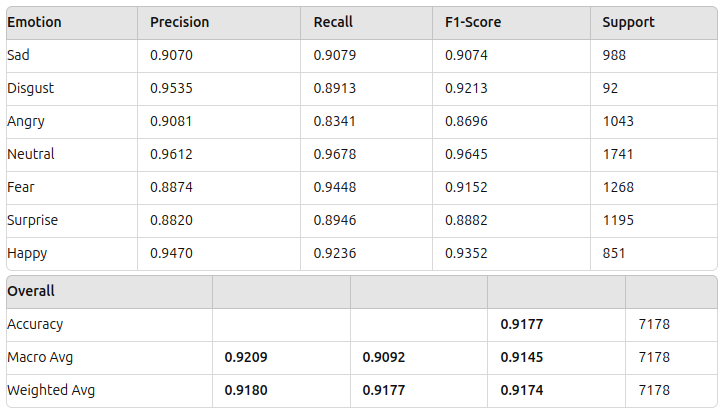 Emotion Precision Recall F1-Score Support
Sad 0.9070 0.9079 0.9074 988
Disgust 0.9535 0.8913 0.9213 92
Angry 0.9081 0.8341 0.8696 1043
Neutral 0.9612 0.9678 0.9645 1741
Fear 0.8874 0.9448 0.9152 1268
Surprise 0.8820 0.8946 0.8882 1195
Happy 0.9470 0.9236 0.9352 851
Overall
Accuracy 0.9177 7178
Macro Avg 0.9209 0.9092 0.9145 7178
Weighted Avg 0.9180 0.9177 0.9174 7178